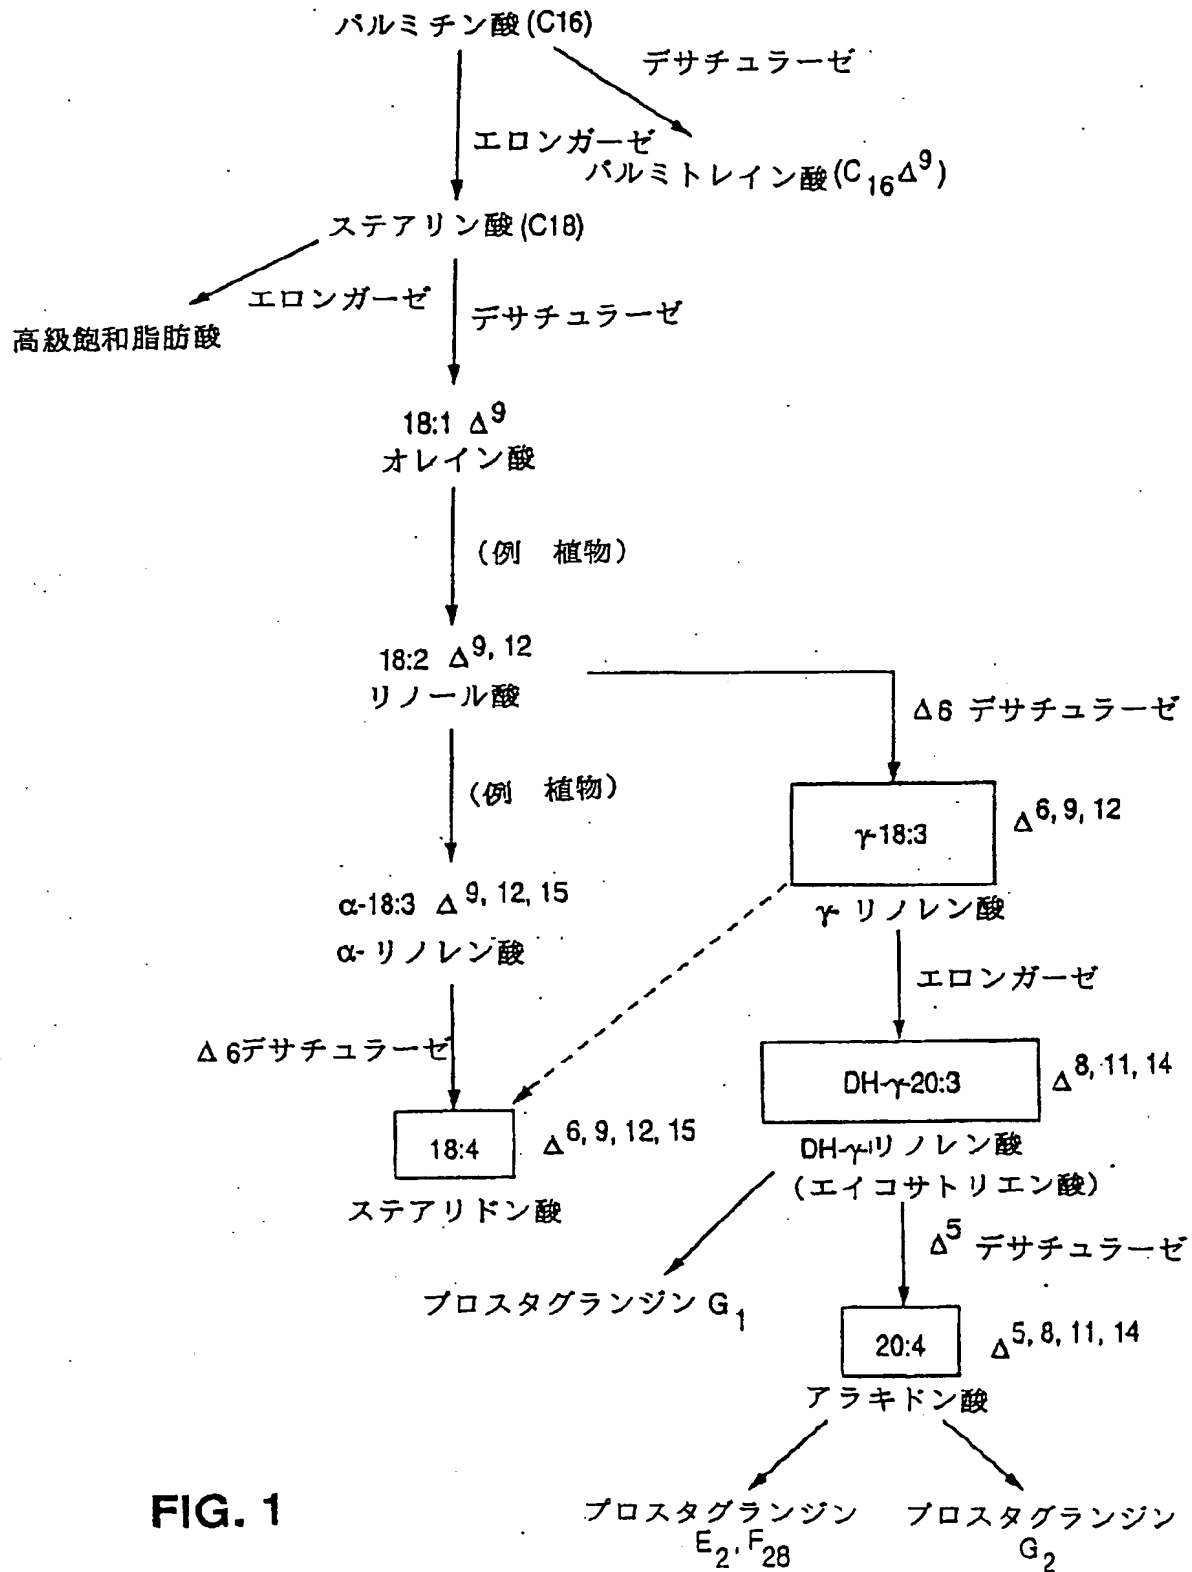 パルミチン酸(C16)
デサチュラーゼ
エロンガーゼ
パルミトレイン酸(C₁₆Δ⁹)
ステアリン酸(C18)
エロンガーゼ
デサチュラーゼ
高級飽和脂肪酸
18:1 Δ⁹
オレイン酸
(例 植物)
18:2 Δ⁹,¹²
リノール酸
Δ6 デサチュラーゼ
(例 植物)
γ-18:3 Δ⁶,⁹,¹²
γ-リノレン酸
α-18:3 Δ⁹,¹²,¹⁵
α-リノレン酸
エロンガーゼ
Δ6デサチュラーゼ
DH-γ-20:3 Δ⁸,¹¹,¹⁴
DH-γ-リノレン酸
(エイコサトリエン酸)
18:4 Δ⁶,⁹,¹²,¹⁵
ステアリドン酸
Δ⁵ デサチュラーゼ
プロスタグランジン G₁
20:4 Δ⁵,⁸,¹¹,¹⁴
アラキドン酸
プロスタグランジン
E₂, F₂₈
プロスタグランジン
G₂
FIG. 1